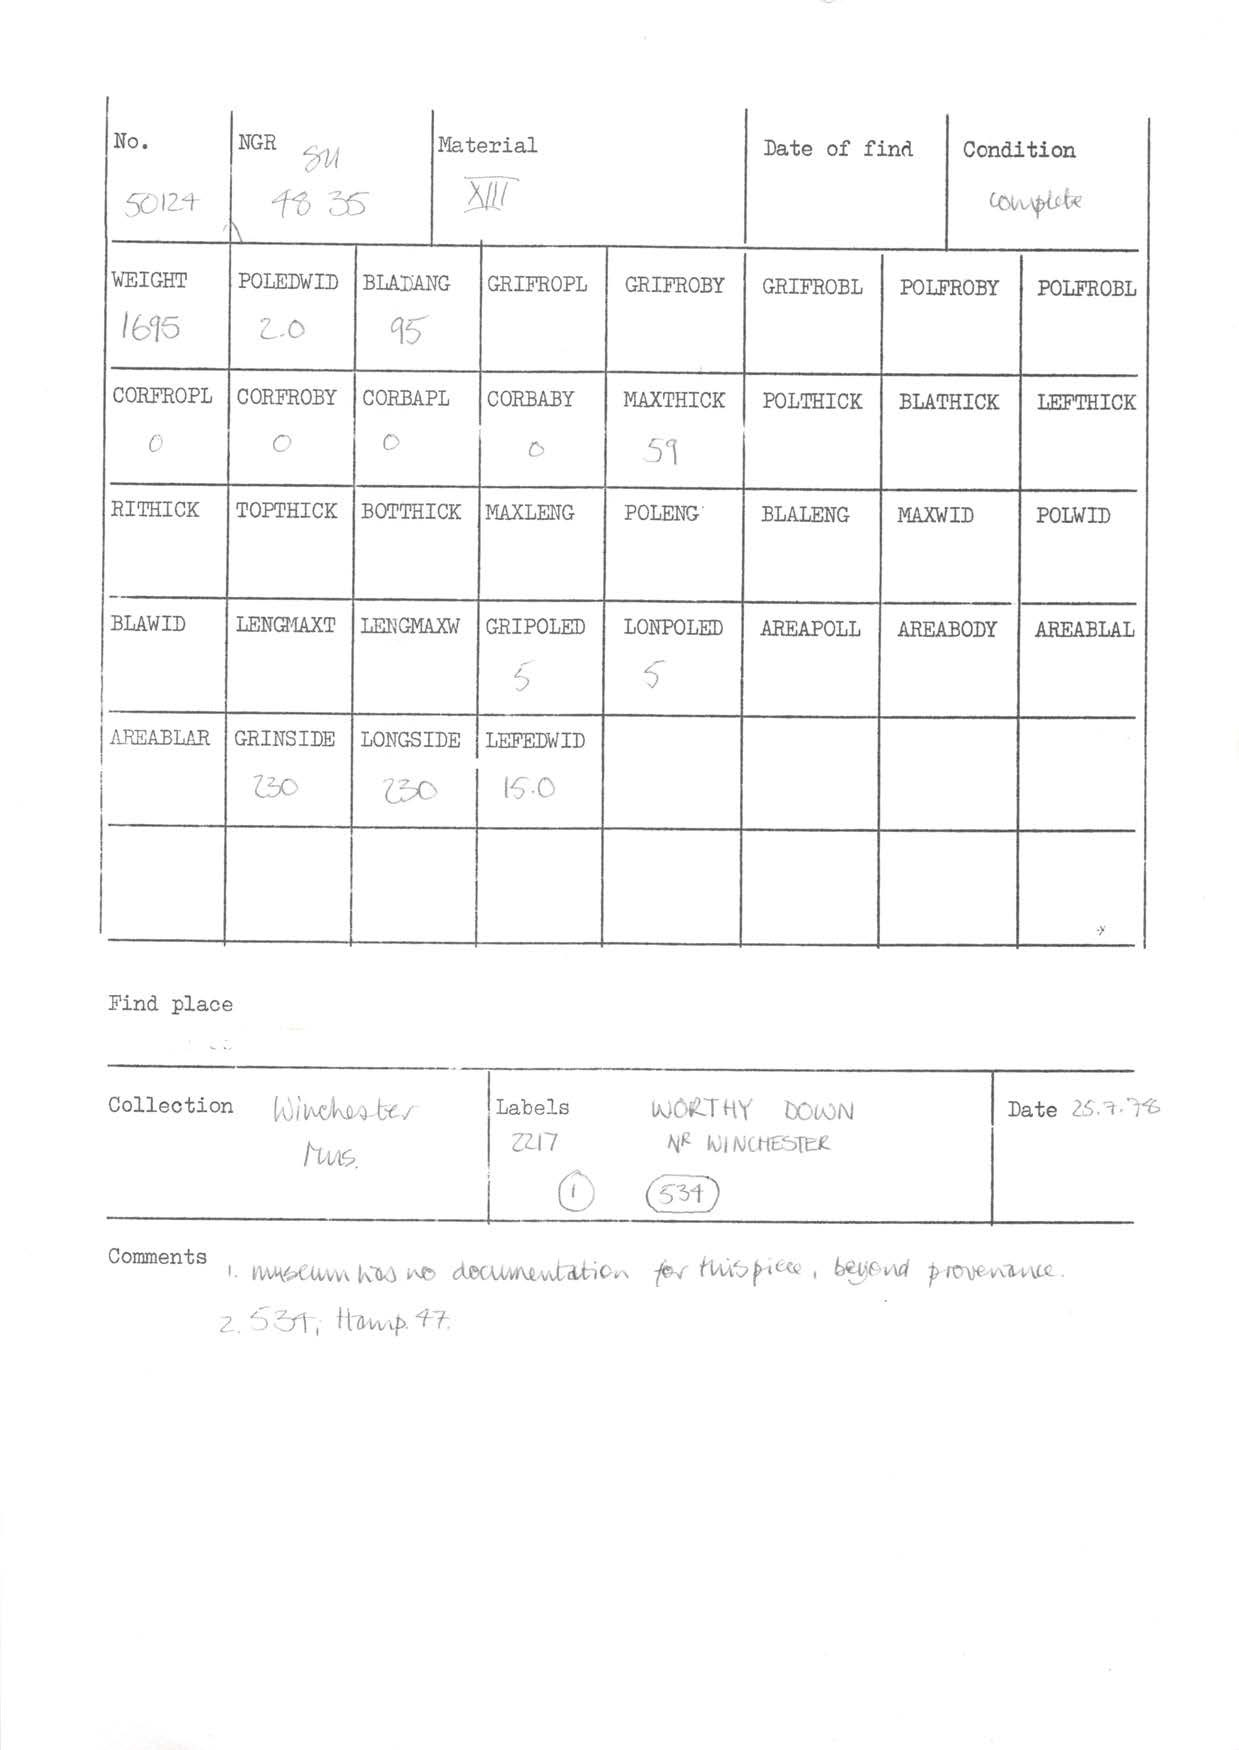 No. NGR Material Date of find Condition
SU
50124 48 35 XIII complete
WEIGHT POLEDWID BLADANG GRIFROPL GRIFROBY GRIFROBL POLFROBY POLFROBL
1695 2.0 95
CORFROPL CORFROBY CORBAPL CORBABY MAXTHICK POLTHICK BLATHICK LEFTHICK
0 0 0 0 59
RITHICK TOPTHICK BOTTHICK MAXLENG POLENG BLALENG MAXWID POLWID
BLAWID LENGMAXT LENGMAXW GRIPOLED LONPOLED AREAPOLL AREABODY AREABLAL
5 5
AREABLAR GRINSIDE LONGSIDE LEFEDWID
230 230 15.0
Find place
Collection Winchester Labels WORTHY DOWN Date 25.7.78
Mus. 2217 NR WINCHESTER
1 534
Comments 1. museum has no documentation for this piece, beyond provenance.
2. 534; Hamp. 47.